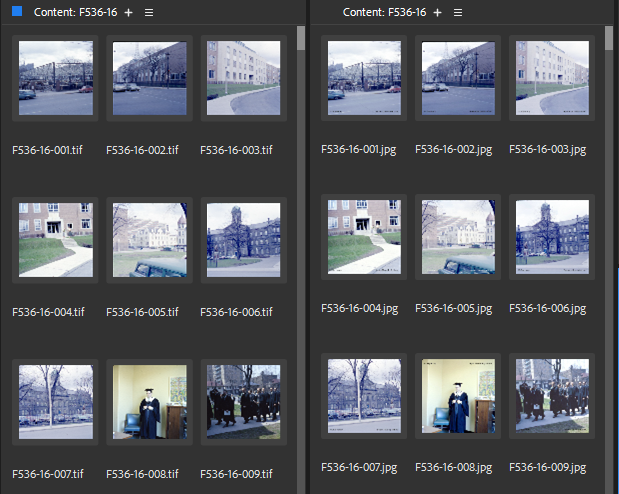 Content: F536-16 + ☰
F536-16-001.tif F536-16-002.tif F536-16-003.tif
F536-16-004.tif F536-16-005.tif F536-16-006.tif
F536-16-007.tif F536-16-008.tif F536-16-009.tif
Content: F536-16 + ☰
F536-16-001.jpg F536-16-002.jpg F536-16-003.jpg
F536-16-004.jpg F536-16-005.jpg F536-16-006.jpg
F536-16-007.jpg F536-16-008.jpg F536-16-009.jpg